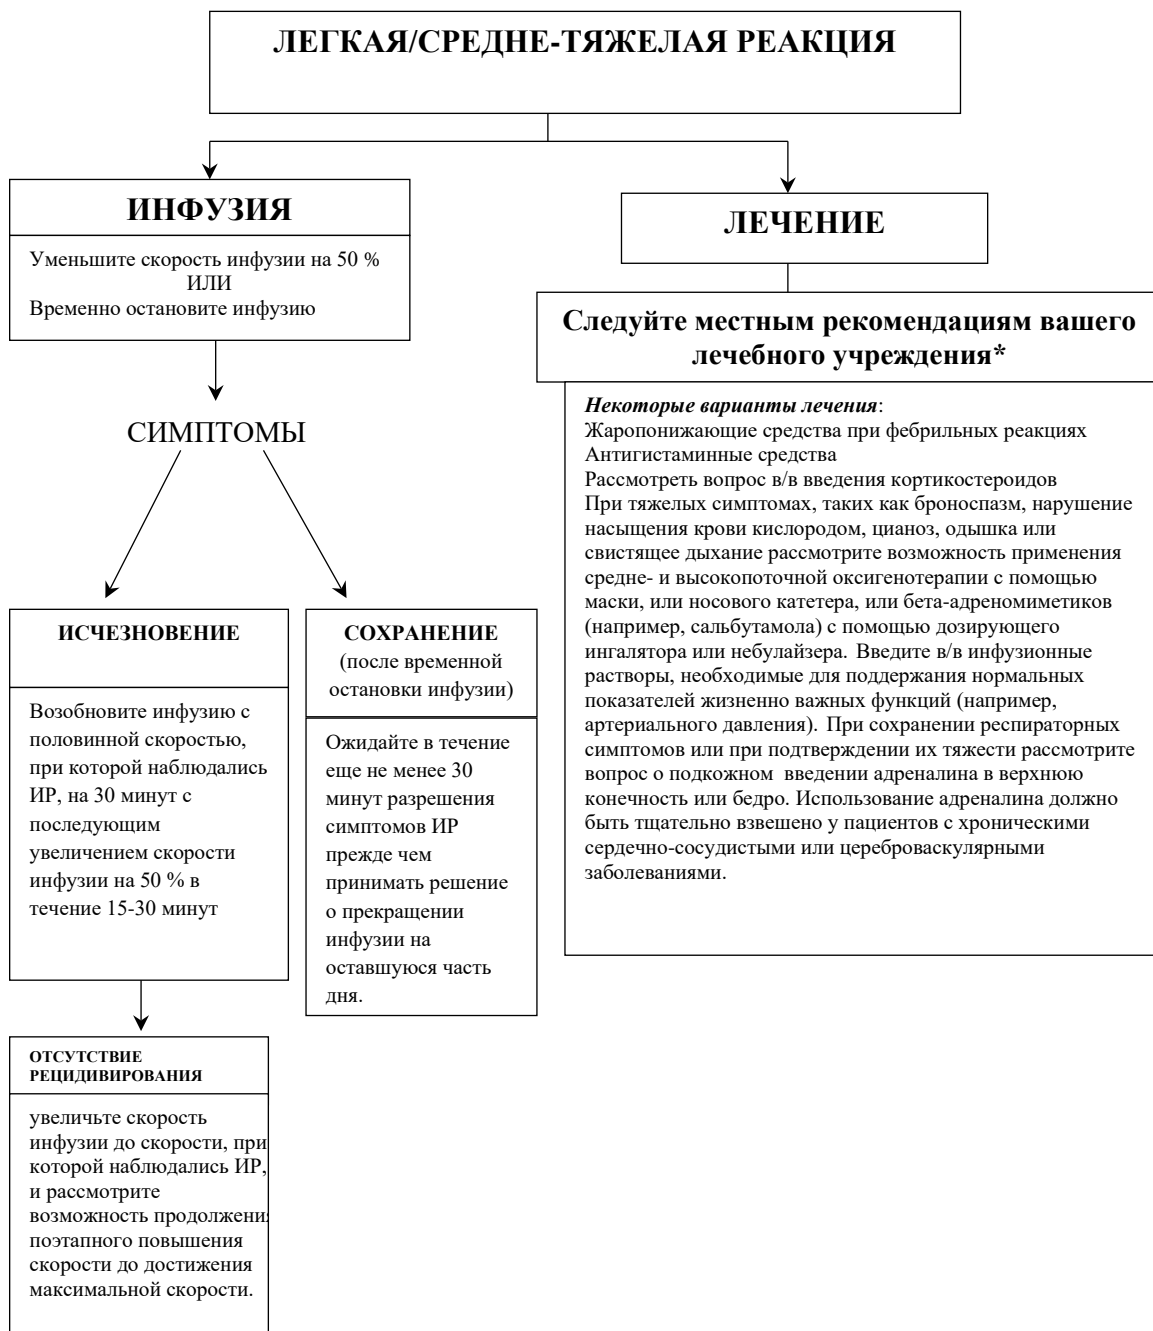 ЛЕГКАЯ/СРЕДНЕ-ТЯЖЕЛАЯ РЕАКЦИЯ
ИНФУЗИЯ
Уменьшите скорость инфузии на 50 %
ИЛИ
Временно остановите инфузию
СИМПТОМЫ
ИСЧЕЗНОВЕНИЕ
Возобновите инфузию с
половинной скоростью,
при которой наблюдались
ИР, на 30 минут с
последующим
увеличением скорости
инфузии на 50 % в
течение 15-30 минут
СОХРАНЕНИЕ
(после временной
остановки инфузии)
Ожидайте в течение
еще не менее 30
минут разрешения
симптомов ИР
прежде чем
принимать решение
о прекращении
инфузии на
оставшуюся часть
дня.
ОТСУТСТВИЕ
РЕЦИДИВИРОВАНИЯ
увеличьте скорость
инфузии до скорости, при
которой наблюдались ИР,
и рассмотрите
возможность продолжения
поэтапного повышения
скорости до достижения
максимальной скорости.
ЛЕЧЕНИЕ
Следуйте местным рекомендациям вашего
лечебного учреждения*
Некоторые варианты лечения:
Жаропонижающие средства при фебрильных реакциях
Антигистаминные средства
Рассмотреть вопрос в/в введения кортикостероидов
При тяжелых симптомах, таких как броноспазм, нарушение
насыщения крови кислородом, цианоз, одышка или
свистящее дыхание рассмотрите возможность применения
средне- и высокопоточной оксигенотерапии с помощью
маски, или носового катетера, или бета-адреномиметиков
(например, сальбутамола) с помощью дозирующего
ингалятора или небулайзера. Введите в/в инфузионные
растворы, необходимые для поддержания нормальных
показателей жизненно важных функций (например,
артериального давления). При сохранении респираторных
симптомов или при подтверждении их тяжести рассмотрите
вопрос о подкожном введении адреналина в верхнюю
конечность или бедро. Использование адреналина должно
быть тщательно взвешено у пациентов с хроническими
сердечно-сосудистыми или цереброваскулярными
заболеваниями.